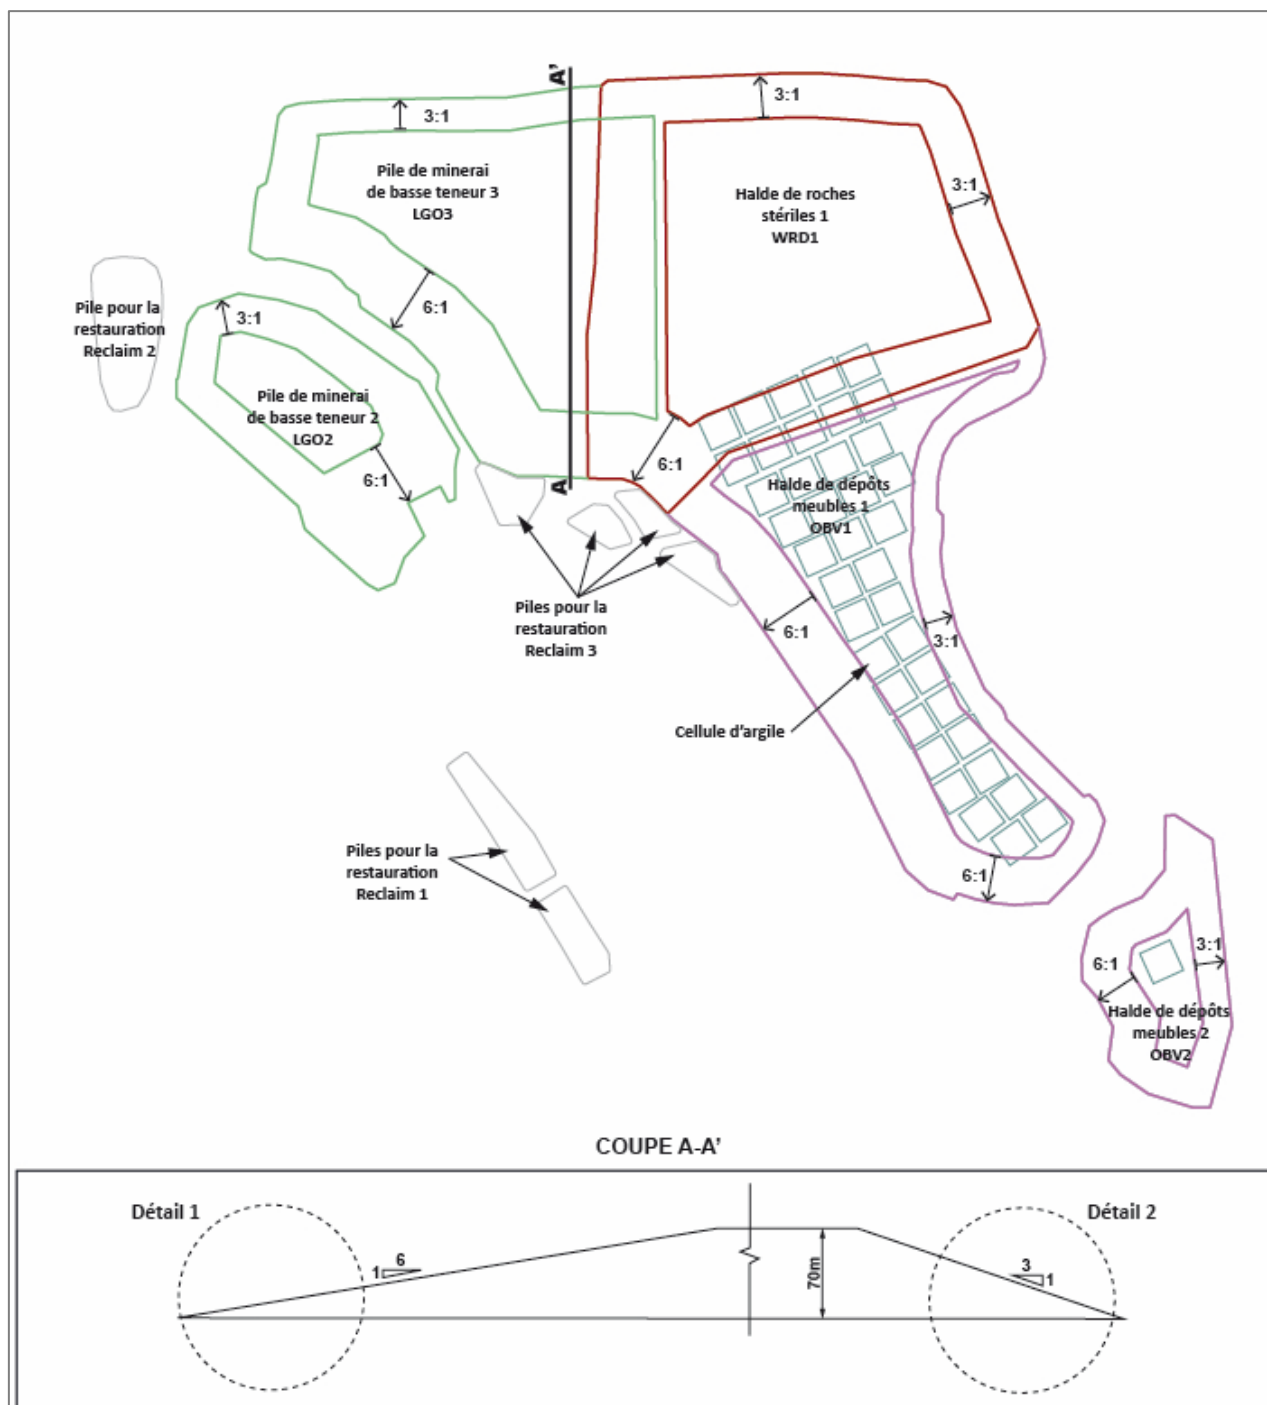 A'
3:1
3:1
Pile de minerai
de basse teneur 3
LGO3
Halde de roches
stériles 1
WRD1
3:1
6:1
Pile pour la
restauration
Reclaim 2
3:1
Pile de minerai
de basse teneur 2
LGO2
6:1
6:1
A
Halde de dépôts
meubles 1
OBV1
Piles pour la
restauration
Reclaim 3
6:1
3:1
Cellule d'argile
Piles pour la
restauration
Reclaim 1
6:1
3:1
6:1
Halde de dépôts
meubles 2
OBV2
COUPE A-A'
Détail 1
Détail 2
6
1
70m
3
1